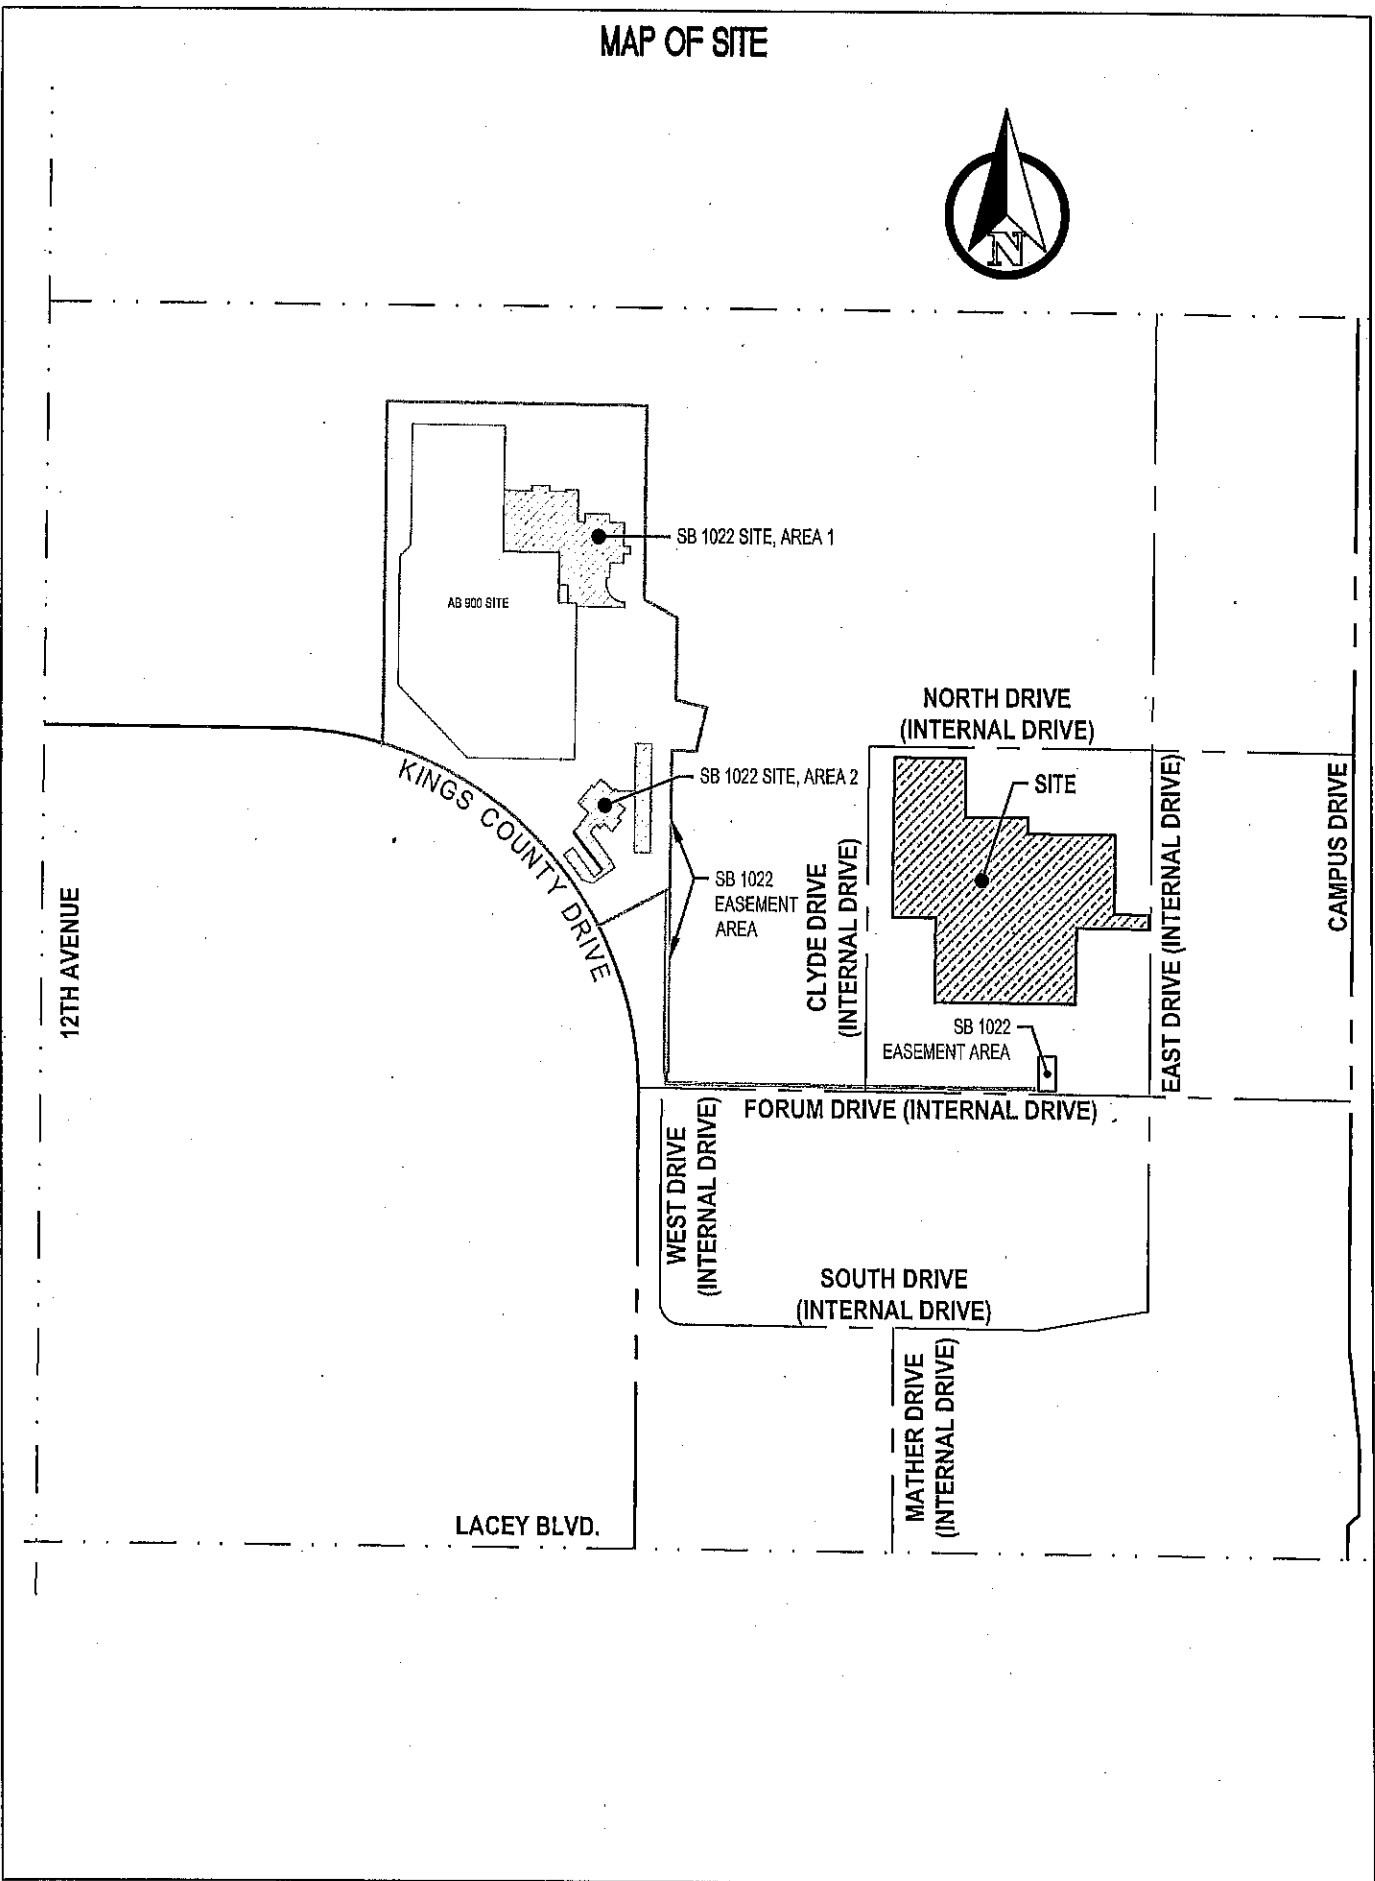 MAP OF SITE
N
SB 1022 SITE, AREA 1
AB 900 SITE
NORTH DRIVE
(INTERNAL DRIVE)
KINGS COUNTY DRIVE
SB 1022 SITE, AREA 2
SITE
SB 1022
EASEMENT
AREA
12TH AVENUE
CLYDE DRIVE
(INTERNAL DRIVE)
EAST DRIVE (INTERNAL DRIVE)
CAMPUS DRIVE
SB 1022
EASEMENT AREA
FORUM DRIVE (INTERNAL DRIVE)
WEST DRIVE
(INTERNAL DRIVE)
SOUTH DRIVE
(INTERNAL DRIVE)
MATHER DRIVE
(INTERNAL DRIVE)
LACEY BLVD.